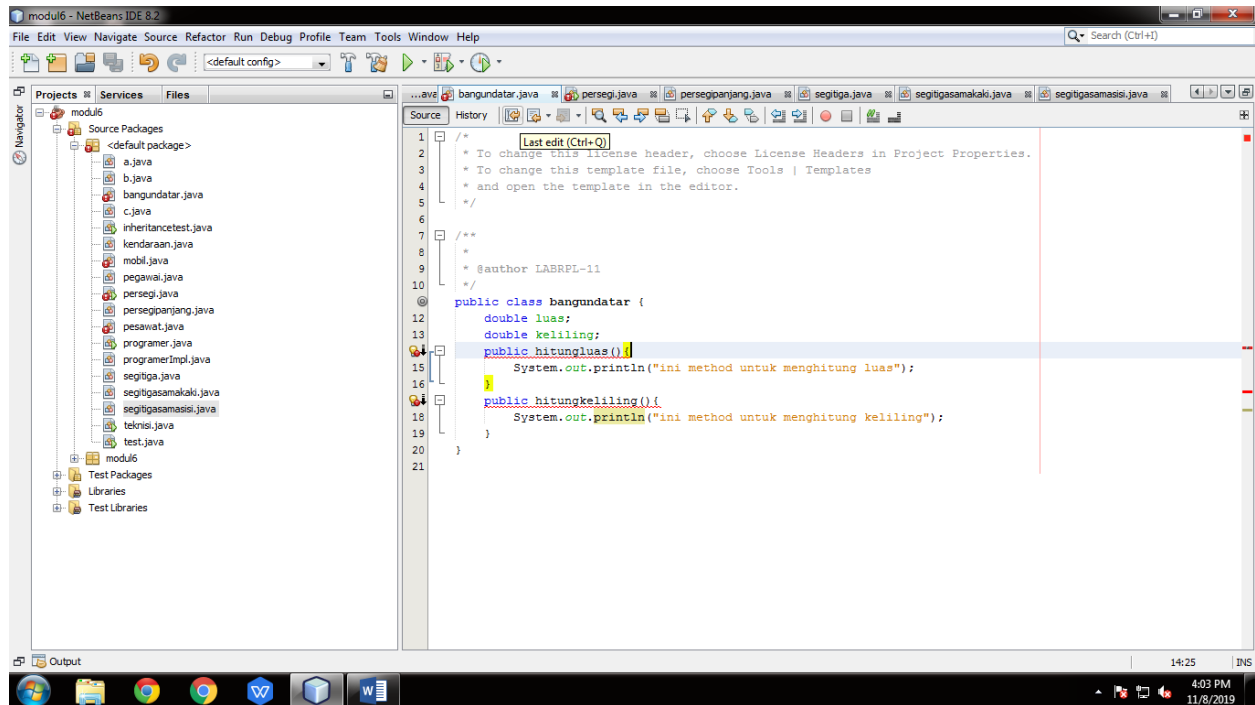 modul6 - NetBeans IDE 8.2
File Edit View Navigate Source Refactor Run Debug Profile Team Tools Window Help
Search (Ctrl+I)
<default config>
Projects Services Files
...ava bangundatar.java persegi.java persegipanjang.java segitiga.java segitigasamakaki.java segitigasamasisi.java
Navigator
Source History
Last edit (Ctrl+Q)
modul6
Source Packages
<default package>
a.java
b.java
bangundatar.java
c.java
inheritancetest.java
kendaraan.java
mobil.java
pegawai.java
persegi.java
persegipanjang.java
pesawat.java
programer.java
programerImpl.java
segitiga.java
segitigasamakaki.java
segitigasamasisi.java
teknisi.java
test.java
modul6
Test Packages
Libraries
Test Libraries
1 /*
2 * To change this license header, choose License Headers in Project Properties.
3 * To change this template file, choose Tools | Templates
4 * and open the template in the editor.
5 */
6
7 /**
8 *
9 * @author LABRPL-11
10 */
public class bangundatar {
12 double luas;
13 double keliling;
public hitungluas(){
15 System.out.println("ini method untuk menghitung luas");
16 }
public hitungkeliling(){
18 System.out.println("ini method untuk menghitung keliling");
19 }
20 }
21
Output
14:25 INS
4:03 PM
11/8/2019